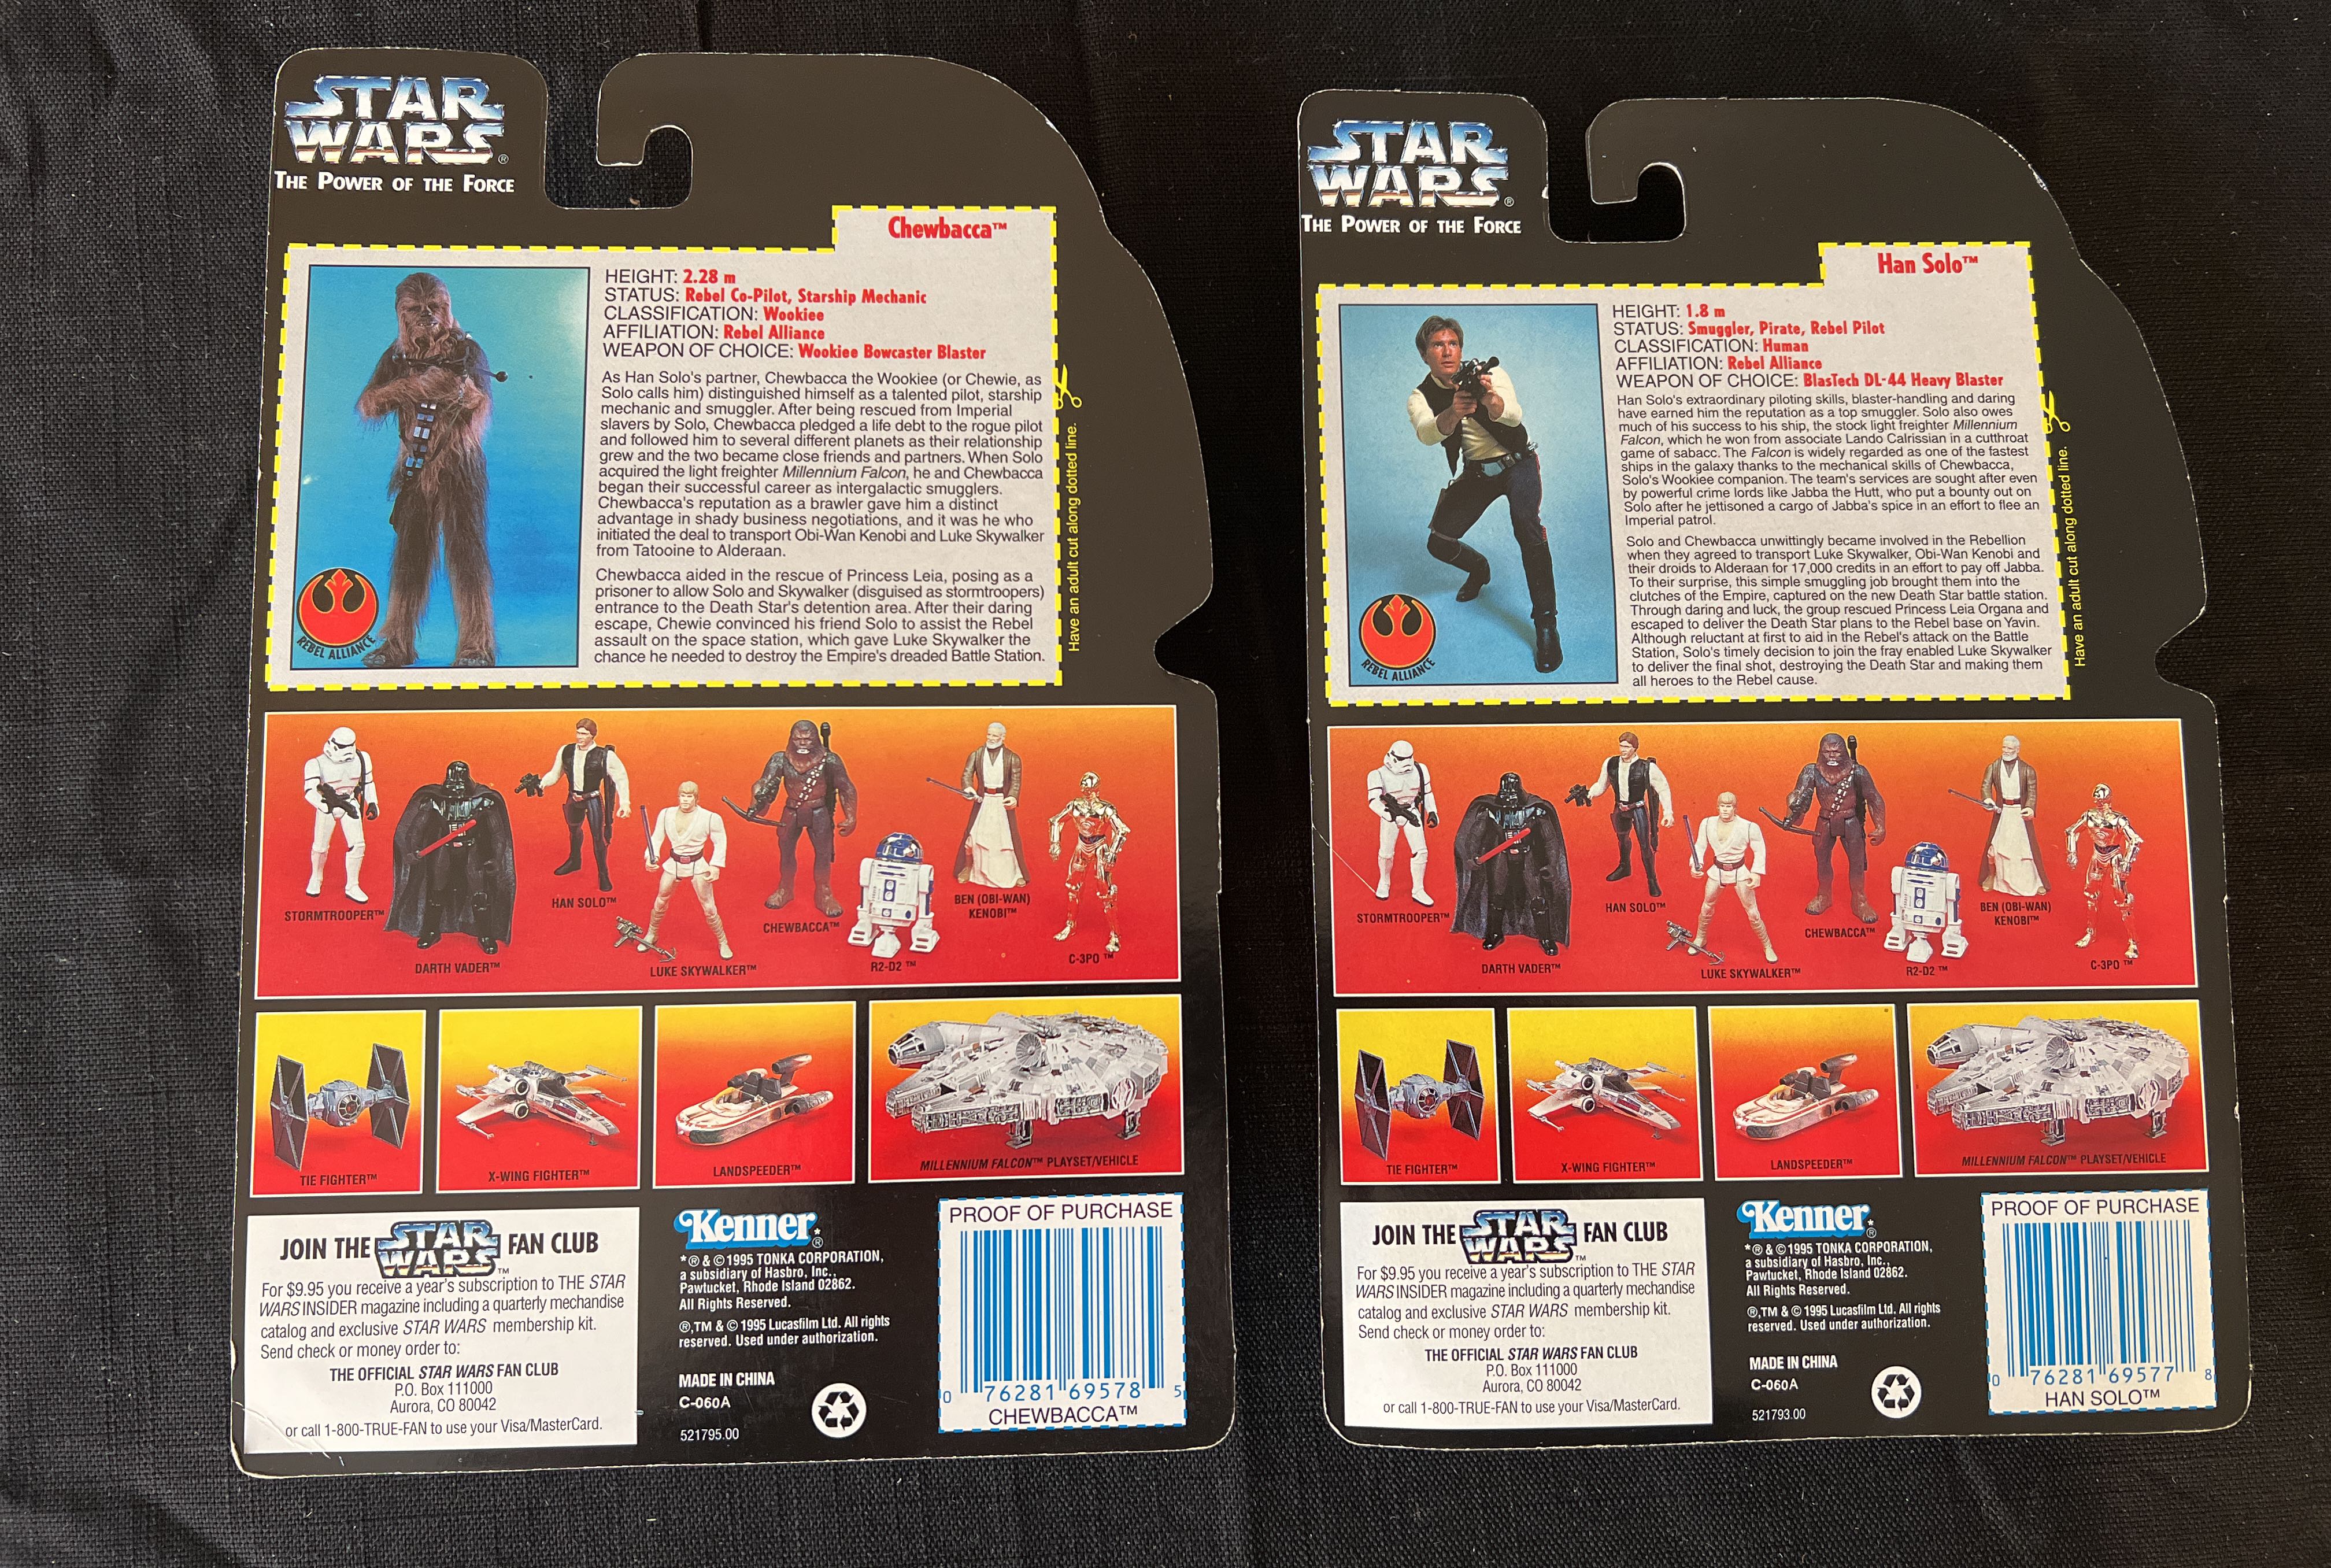 STAR
WARS®
THE POWER OF THE FORCE
Chewbacca™
HEIGHT: 2.28 m
STATUS: Rebel Co-Pilot, Starship Mechanic
CLASSIFICATION: Wookiee
AFFILIATION: Rebel Alliance
WEAPON OF CHOICE: Wookiee Bowcaster Blaster
As Han Solo's partner, Chewbacca the Wookiee (or Chewie, as
Solo calls him) distinguished himself as a talented pilot, starship
mechanic and smuggler. After being rescued from Imperial
slavers by Solo, Chewbacca pledged a life debt to the rogue pilot
and followed him to several different planets as their relationship
grew and the two became close friends and partners. When Solo
acquired the light freighter Millennium Falcon, he and Chewbacca
began their successful career as intergalactic smugglers.
Chewbacca's reputation as a brawler gave him a distinct
advantage in shady business negotiations, and it was he who
initiated the deal to transport Obi-Wan Kenobi and Luke Skywalker
from Tatooine to Alderaan.
Chewbacca aided in the rescue of Princess Leia, posing as a
prisoner to allow Solo and Skywalker (disguised as stormtroopers)
entrance to the Death Star's detention area. After their daring
escape, Chewie convinced his friend Solo to assist the Rebel
assault on the space station, which gave Luke Skywalker the
chance he needed to destroy the Empire's dreaded Battle Station.
REBEL ALLIANCE
Have an adult cut along dotted line.
STORMTROOPER™
DARTH VADER™
HAN SOLO™
LUKE SKYWALKER™
CHEWBACCA™
R2-D2™
BEN (OBI-WAN)
KENOBI™
C-3PO™
TIE FIGHTER™
X-WING FIGHTER™
LANDSPEEDER™
MILLENNIUM FALCON™ PLAYSET/VEHICLE
JOIN THE STAR WARS™ FAN CLUB
For $9.95 you receive a year's subscription to THE STAR
WARS INSIDER magazine including a quarterly mechandise
catalog and exclusive STAR WARS membership kit.
Send check or money order to:
THE OFFICIAL STAR WARS FAN CLUB
P.O. Box 111000
Aurora, CO 80042
or call 1-800-TRUE-FAN to use your Visa/MasterCard.
Kenner®*
*® & © 1995 TONKA CORPORATION,
a subsidiary of Hasbro, Inc.,
Pawtucket, Rhode Island 02862.
All Rights Reserved.
®,TM & © 1995 Lucasfilm Ltd. All rights
reserved. Used under authorization.
MADE IN CHINA
C-060A
521795.00
PROOF OF PURCHASE
0 76281 69578 5
CHEWBACCA™
STAR
WARS®
THE POWER OF THE FORCE
Han Solo™
HEIGHT: 1.8 m
STATUS: Smuggler, Pirate, Rebel Pilot
CLASSIFICATION: Human
AFFILIATION: Rebel Alliance
WEAPON OF CHOICE: BlasTech DL-44 Heavy Blaster
Han Solo's extraordinary piloting skills, blaster-handling and daring
have earned him the reputation as a top smuggler. Solo also owes
much of his success to his ship, the stock light freighter Millennium
Falcon, which he won from associate Lando Calrissian in a cutthroat
game of sabacc. The Falcon is widely regarded as one of the fastest
ships in the galaxy thanks to the mechanical skills of Chewbacca,
Solo's Wookiee companion. The team's services are sought after even
by powerful crime lords like Jabba the Hutt, who put a bounty out on
Solo after he jettisoned a cargo of Jabba's spice in an effort to flee an
Imperial patrol.
Solo and Chewbacca unwittingly became involved in the Rebellion
when they agreed to transport Luke Skywalker, Obi-Wan Kenobi and
their droids to Alderaan for 17,000 credits in an effort to pay off Jabba.
To their surprise, this simple smuggling job brought them into the
clutches of the Empire, captured on the new Death Star battle station.
Through daring and luck, the group rescued Princess Leia Organa and
escaped to deliver the Death Star plans to the Rebel base on Yavin.
Although reluctant at first to aid in the Rebel's attack on the Battle
Station, Solo's timely decision to join the fray enabled Luke Skywalker
to deliver the final shot, destroying the Death Star and making them
all heroes to the Rebel cause.
REBEL ALLIANCE
Have an adult cut along dotted line.
STORMTROOPER™
DARTH VADER™
HAN SOLO™
LUKE SKYWALKER™
CHEWBACCA™
R2-D2™
BEN (OBI-WAN)
KENOBI™
C-3PO™
TIE FIGHTER™
X-WING FIGHTER™
LANDSPEEDER™
MILLENNIUM FALCON™ PLAYSET/VEHICLE
JOIN THE STAR WARS™ FAN CLUB
For $9.95 you receive a year's subscription to THE STAR
WARS INSIDER magazine including a quarterly mechandise
catalog and exclusive STAR WARS membership kit.
Send check or money order to:
THE OFFICIAL STAR WARS FAN CLUB
P.O. Box 111000
Aurora, CO 80042
or call 1-800-TRUE-FAN to use your Visa/MasterCard.
Kenner®*
*® & © 1995 TONKA CORPORATION,
a subsidiary of Hasbro, Inc.,
Pawtucket, Rhode Island 02862.
All Rights Reserved.
®,TM & © 1995 Lucasfilm Ltd. All rights
reserved. Used under authorization.
MADE IN CHINA
C-060A
521793.00
PROOF OF PURCHASE
0 76281 69577 8
HAN SOLO™